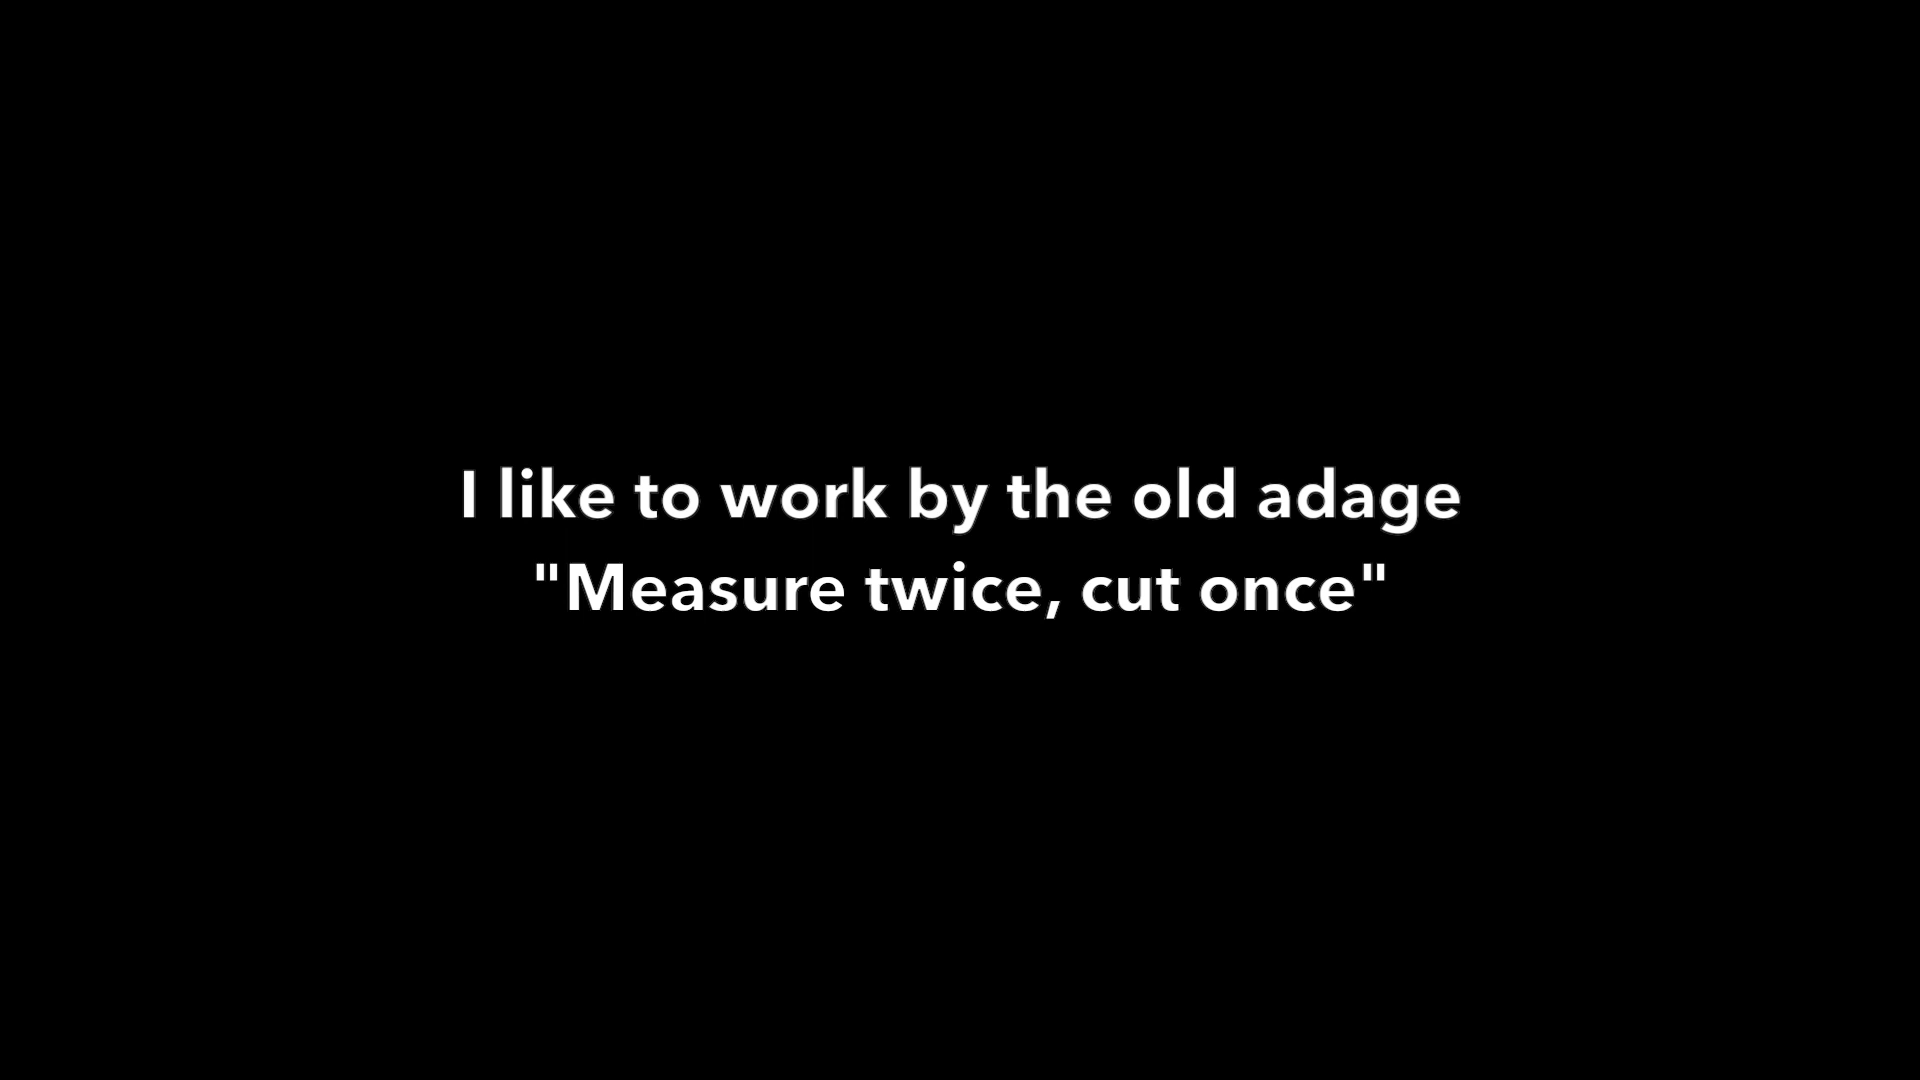 I like to work by the old adage
"Measure twice, cut once"